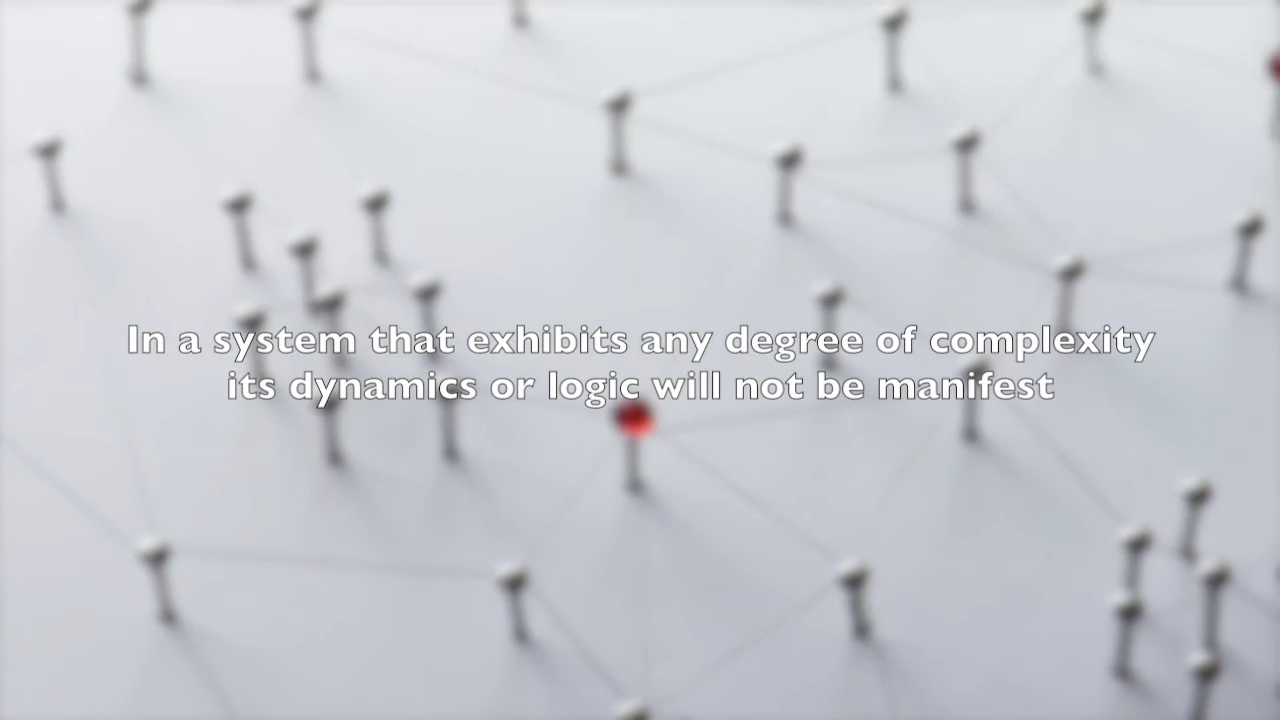 In a system that exhibits any degree of complexity
its dynamics or logic will not be manifest